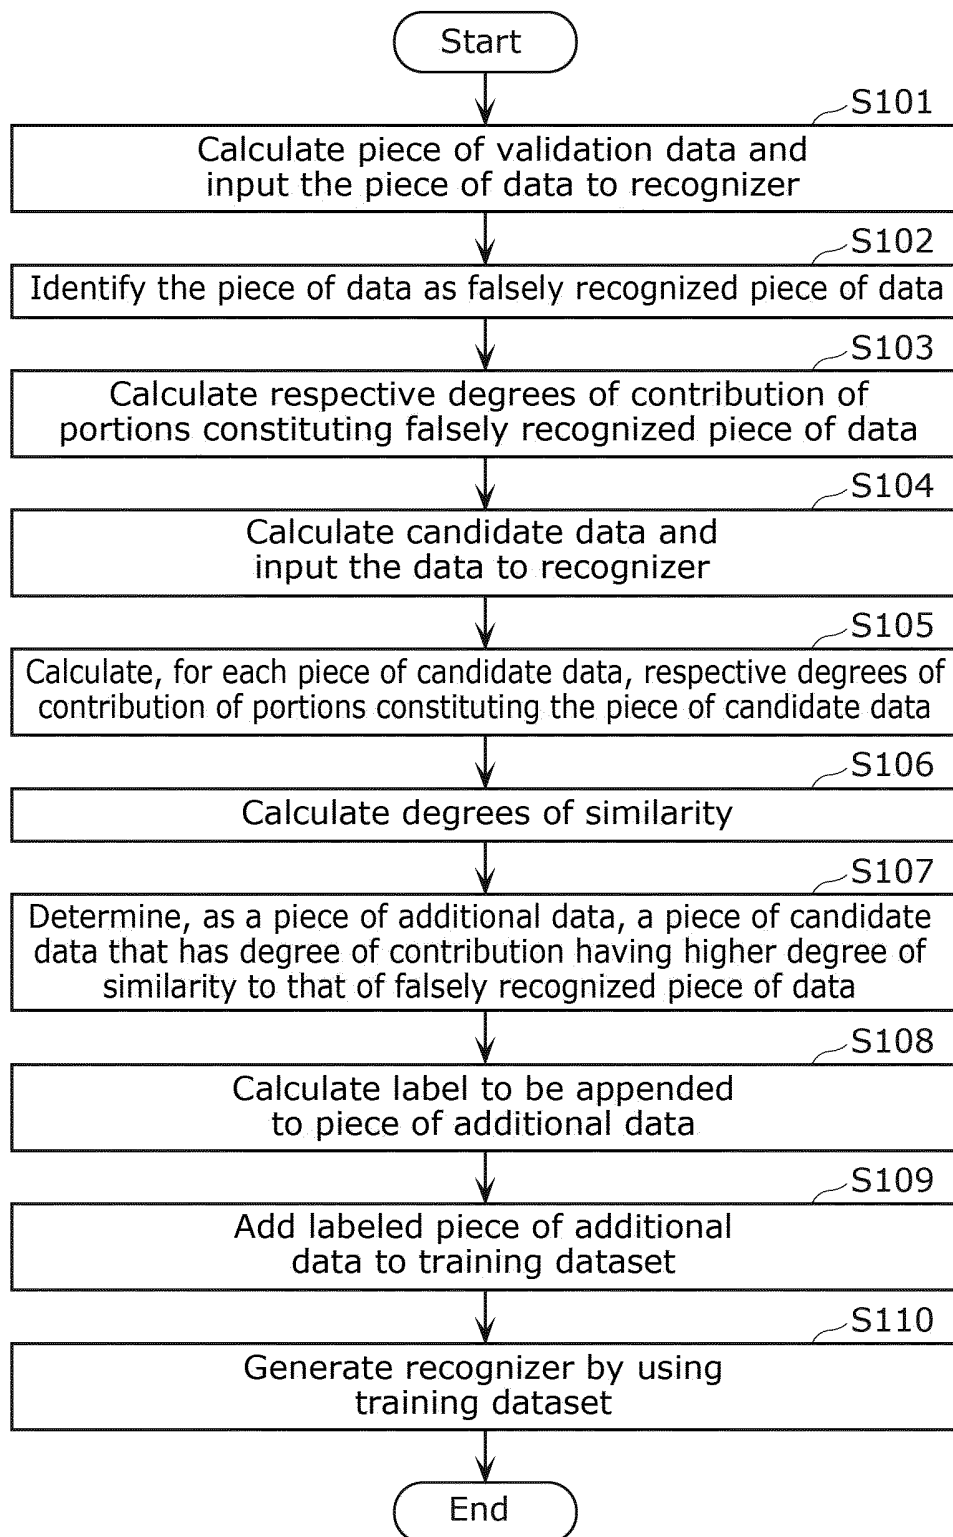 Start
S101
Calculate piece of validation data and
input the piece of data to recognizer
S102
Identify the piece of data as falsely recognized piece of data
S103
Calculate respective degrees of contribution of
portions constituting falsely recognized piece of data
S104
Calculate candidate data and
input the data to recognizer
S105
Calculate, for each piece of candidate data, respective degrees of
contribution of portions constituting the piece of candidate data
S106
Calculate degrees of similarity
S107
Determine, as a piece of additional data, a piece of candidate
data that has degree of contribution having higher degree of
similarity to that of falsely recognized piece of data
S108
Calculate label to be appended
to piece of additional data
S109
Add labeled piece of additional
data to training dataset
S110
Generate recognizer by using
training dataset
End